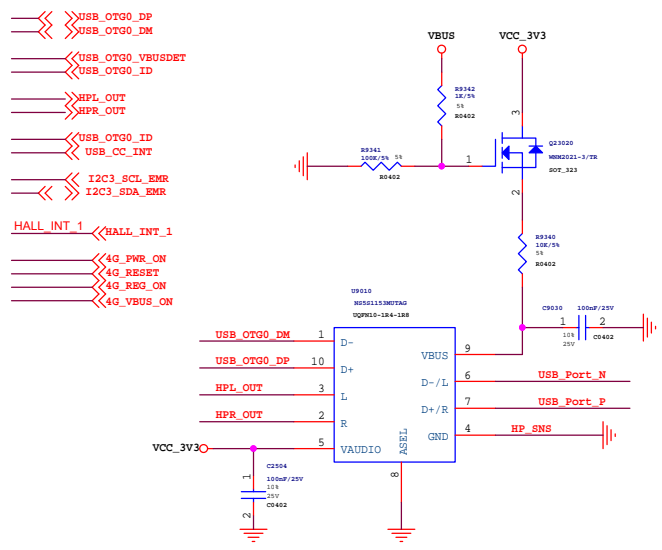 USB_OTG0_DP
USB_OTG0_DM
USB_OTG0_VBUSDET
USB_OTG0_ID
HPL_OUT
HPR_OUT
USB_OTG0_ID
USB_CC_INT
I2C3_SCL_EMR
I2C3_SDA_EMR
HALL_INT_1
HALL_INT_1
4G_PWR_ON
4G_RESET
4G_REG_ON
4G_VBUS_ON
VBUS
VCC_3V3
R9342
1K/5%
5%
R0402
R9341
100K/5%
5%
R0402
1
3
2
Q23020
WNM2021-3/TR
SOT_323
R9340
10K/5%
5%
R0402
C9030
100nF/25V
1
2
10%
25V
C0402
U9010
NS5S1153MUTAG
UQFN10-1R4-1R8
USB_OTG0_DM
1
D-
USB_OTG0_DP
10
D+
HPL_OUT
3
L
HPR_OUT
2
R
VCC_3V3
5
VAUDIO
VBUS
9
D-/L
6
USB_Port_N
D+/R
7
USB_Port_P
GND
4
HP_SNS
ASEL
8
C2504
100nF/25V
10%
25V
C0402
1
2